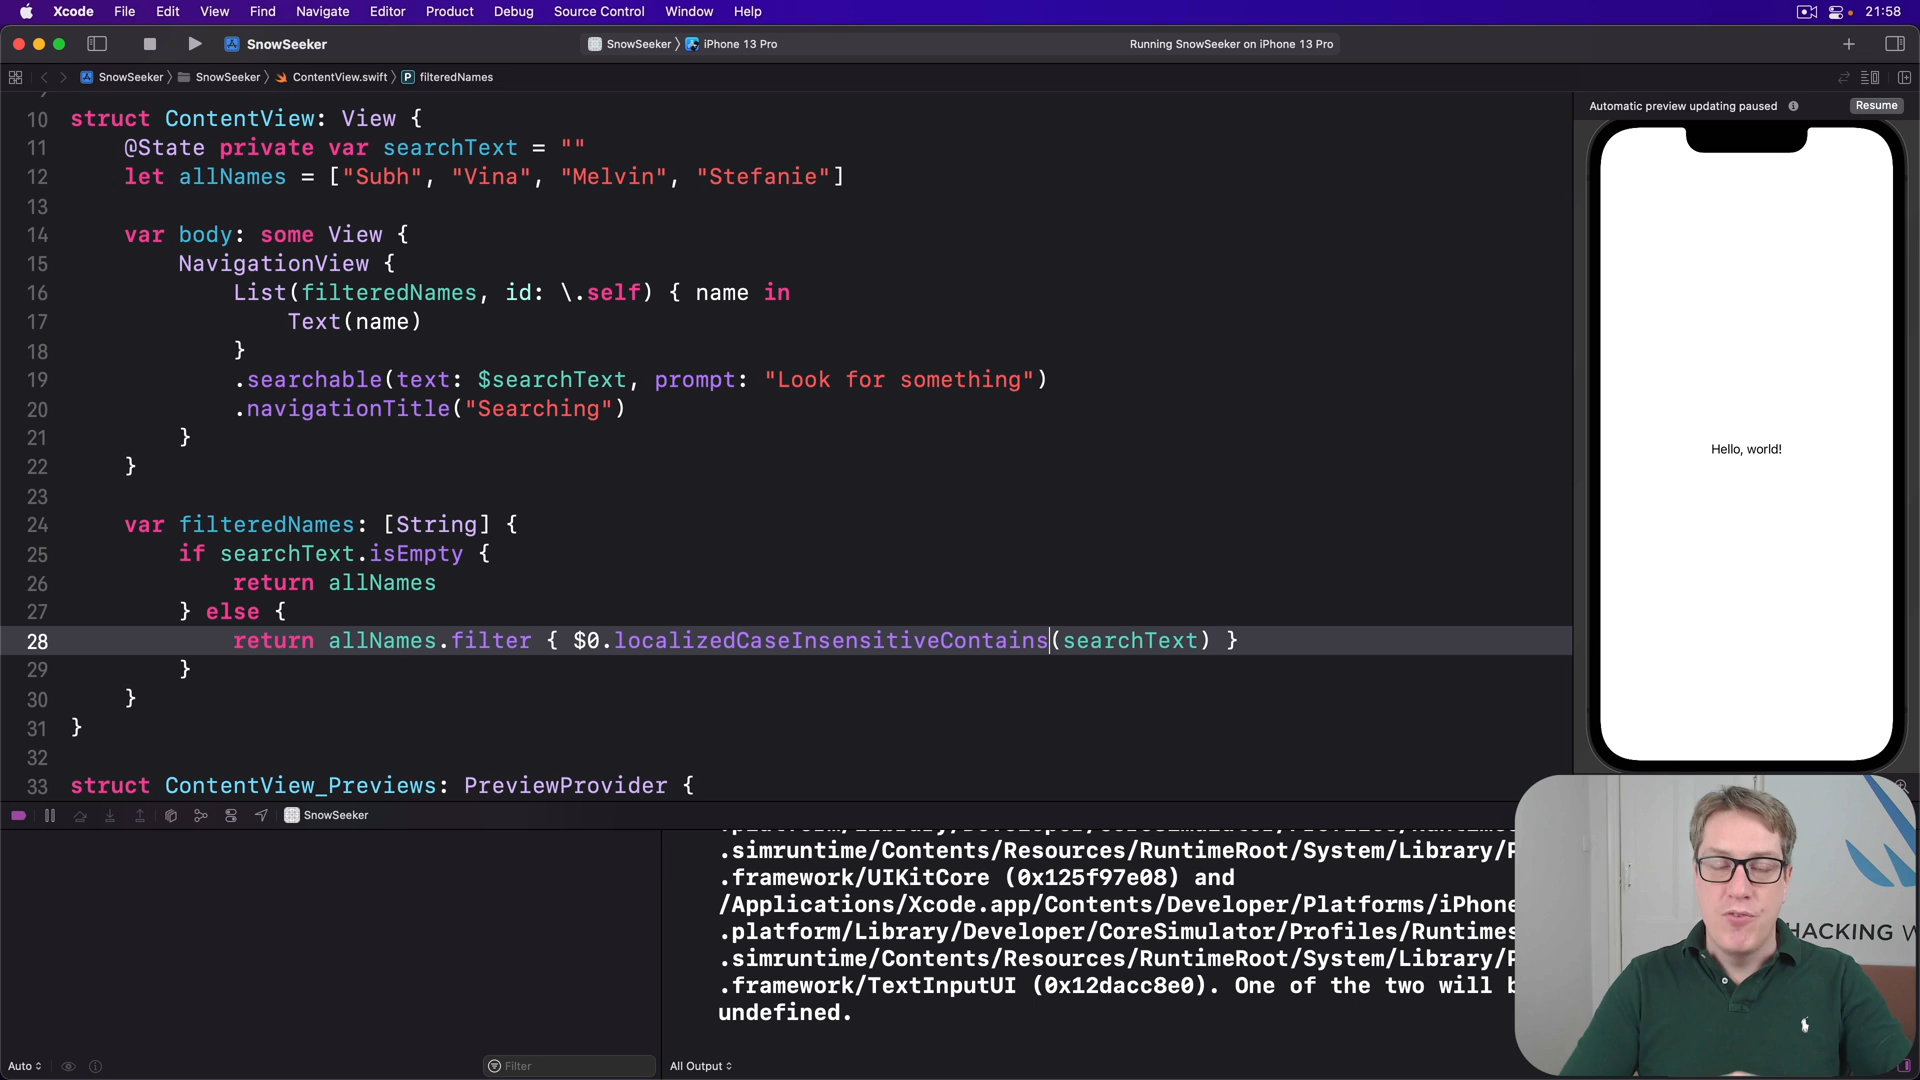 Xcode File Edit View Find Navigate Editor Product Debug Source Control Window Help 21:58
SnowSeeker SnowSeeker 〉 iPhone 13 Pro Running SnowSeeker on iPhone 13 Pro
SnowSeeker 〉 SnowSeeker 〉 ContentView.swift 〉 P filteredNames
Automatic preview updating paused Resume
10 struct ContentView: View {
11 @State private var searchText = ""
12 let allNames = ["Subh", "Vina", "Melvin", "Stefanie"]
13
14 var body: some View {
15 NavigationView {
16 List(filteredNames, id: \.self) { name in
17 Text(name)
18 }
19 .searchable(text: $searchText, prompt: "Look for something")
20 .navigationTitle("Searching")
21 }
22 }
23
24 var filteredNames: [String] {
25 if searchText.isEmpty {
26 return allNames
27 } else {
28 return allNames.filter { $0.localizedCaseInsensitiveContains(searchText) }
29 }
30 }
31 }
32
33 struct ContentView_Previews: PreviewProvider {
Hello, world!
SnowSeeker
.simruntime/Contents/Resources/RuntimeRoot/System/Library/
.framework/UIKitCore (0x125f97e08) and
/Applications/Xcode.app/Contents/Developer/Platforms/iPhone
.platform/Library/Developer/CoreSimulator/Profiles/Runtimes
.simruntime/Contents/Resources/RuntimeRoot/System/Library/
.framework/TextInputUI (0x12dacc8e0). One of the two will
undefined.
HACKING
Auto Filter All Output